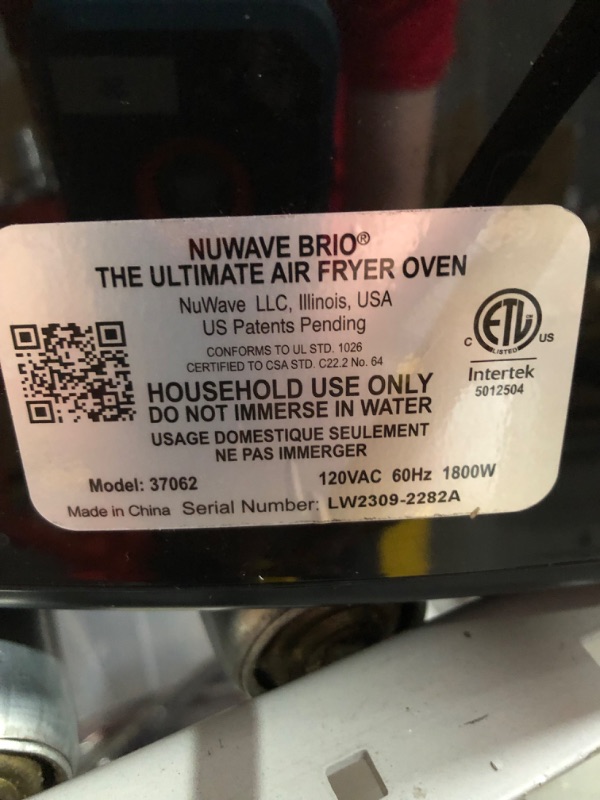 NUWAVE BRIO®
THE ULTIMATE AIR FRYER OVEN
NuWave LLC, Illinois, USA
US Patents Pending
CONFORMS TO UL STD. 1026
CERTIFIED TO CSA STD. C22.2 No. 64
HOUSEHOLD USE ONLY
DO NOT IMMERSE IN WATER
USAGE DOMESTIQUE SEULEMENT
NE PAS IMMERGER
C ETL US
LISTED
Intertek
5012504
Model: 37062 120VAC 60Hz 1800W
Made in China Serial Number: LW2309-2282A